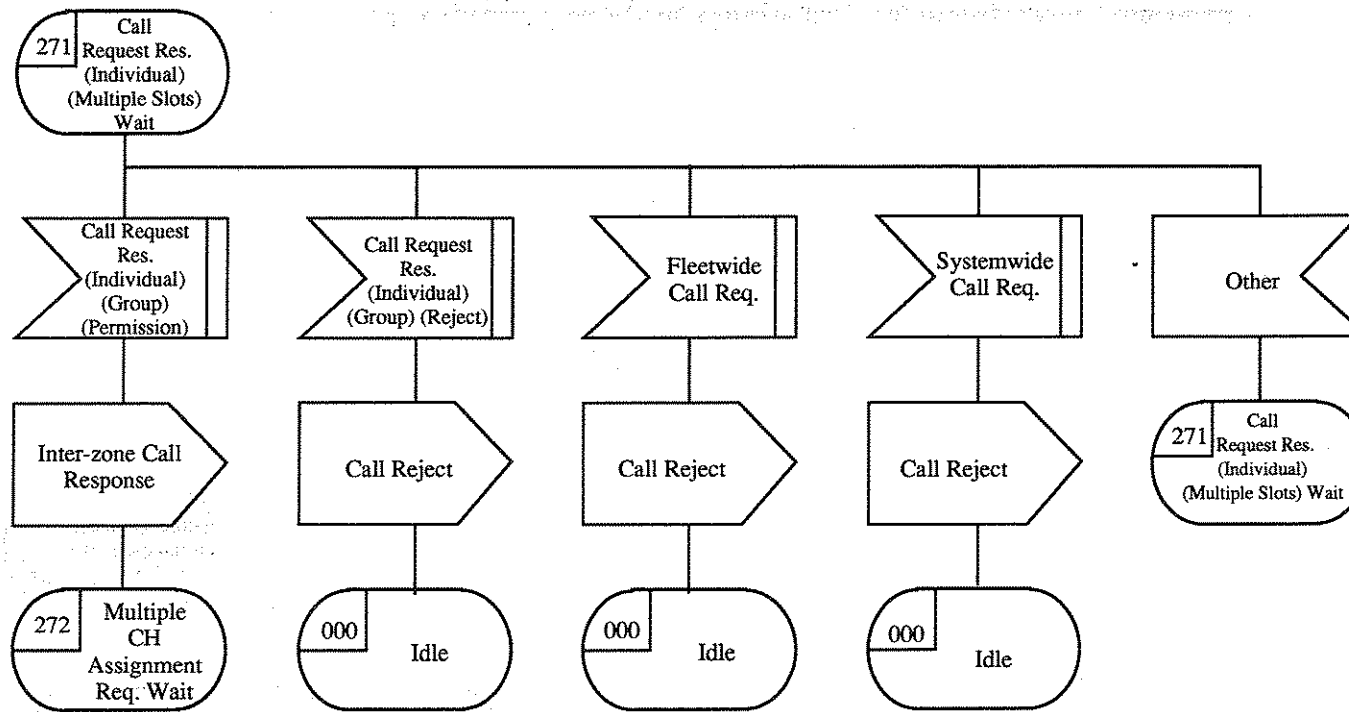 271
Call
Request Res.
(Individual)
(Multiple Slots)
Wait
Call Request
Res.
(Individual)
(Group)
(Permission)
Call Request
Res.
(Individual)
(Group) (Reject)
Fleetwide
Call Req.
Systemwide
Call Req.
Other
Inter-zone Call
Response
Call Reject
Call Reject
Call Reject
271
Call
Request Res.
(Individual)
(Multiple Slots) Wait
272
Multiple
CH
Assignment
Req. Wait
000
Idle
000
Idle
000
Idle